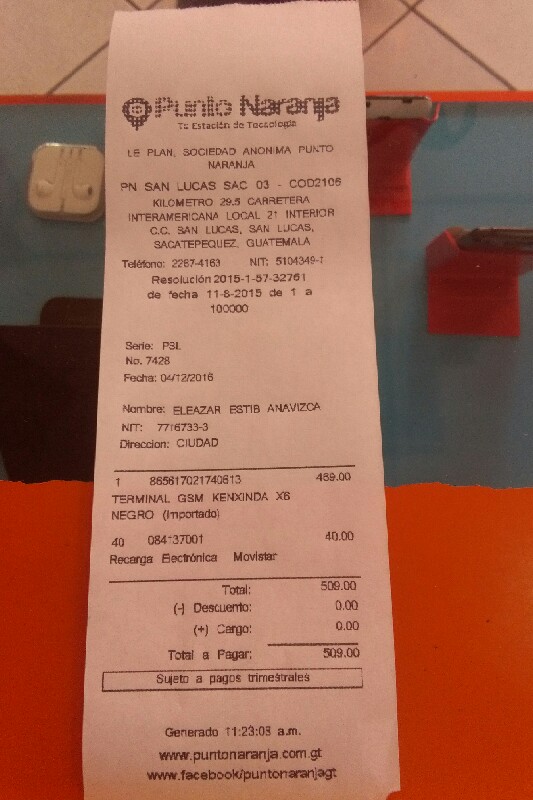 Punto Naranja
Tu Estación de Tecnología
LE PLAN, SOCIEDAD ANONIMA PUNTO
NARANJA
PN SAN LUCAS SAC 03 - COD2106
KILOMETRO 29.5 CARRETERA
INTERAMERICANA LOCAL 21 INTERIOR
C.C. SAN LUCAS, SAN LUCAS,
SACATEPEQUEZ, GUATEMALA
Teléfono: 2287-4163 NIT: 5104349-1
Resolución 2015-1-57-32761
de fecha 11-8-2015 de 1 a
100000
Serie: PSL
No. 7428
Fecha: 04/12/2016
Nombre: ELEAZAR ESTIB ANAVIZCA
NIT: 7716733-3
Direccion: CIUDAD
1 865617021740613 469.00
TERMINAL GSM KENXINDA X6
NEGRO (Importado)
40 084137001 40.00
Recarga Electrónica Movistar
Total: 509.00
(-) Descuento: 0.00
(+) Cargo: 0.00
Total a Pagar: 509.00
Sujeto a pagos trimestrales
Generado 11:23:08 a.m.
www.puntonaranja.com.gt
www.facebook/puntonaranjagt